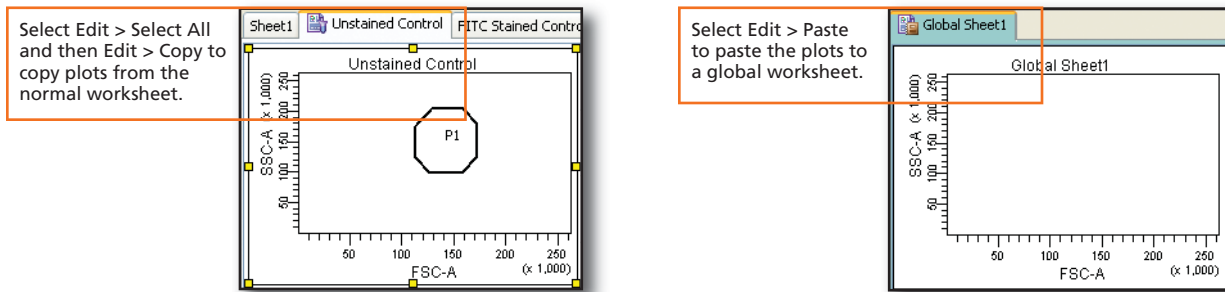 Select Edit > Select All
and then Edit > Copy to
copy plots from the
normal worksheet.
Sheet1
Unstained Control
FITC Stained Contro
Unstained Control
SSC-A (x 1,000)
50 100 150 200 250
P1
50 100 150 200 250
FSC-A (x 1,000)
Select Edit > Paste
to paste the plots to
a global worksheet.
Global Sheet1
Global Sheet1
SSC-A (x 1,000)
50 100 150 200 250
50 100 150 200 250
FSC-A (x 1,000)